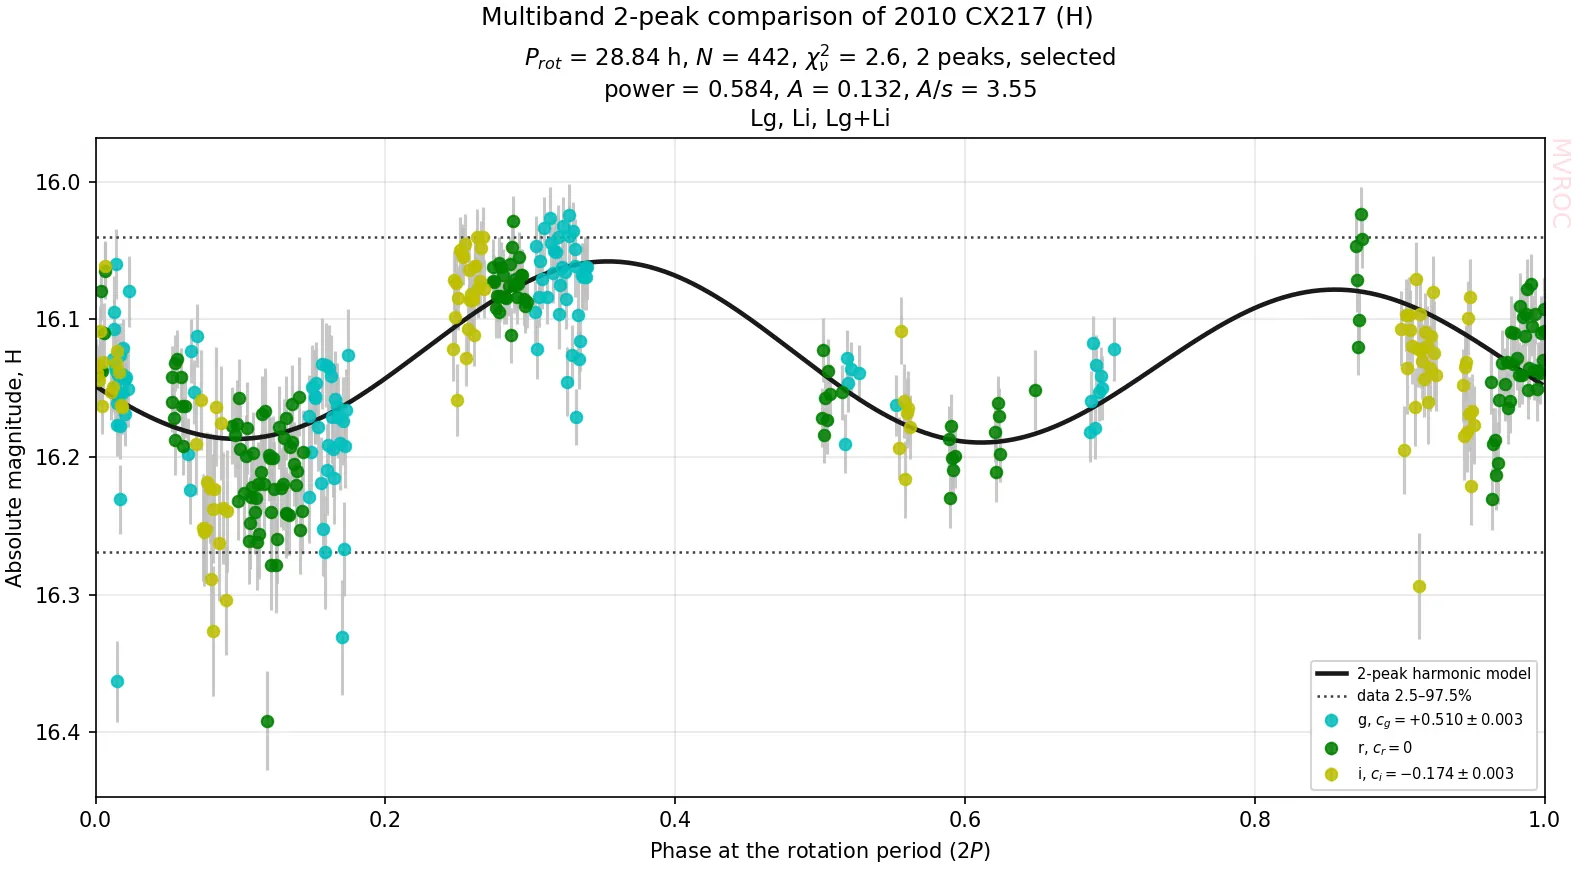 Multiband 2-peak comparison of 2010 CX217 (H)
P_rot = 28.84 h, N = 442, χ²_ν = 2.6, 2 peaks, selected
power = 0.584, A = 0.132, A/s = 3.55
Lg, Li, Lg+Li
MVROC
Absolute magnitude, H
16.0
16.1
16.2
16.3
16.4
2-peak harmonic model
data 2.5–97.5%
g, c_g = +0.510 ± 0.003
r, c_r = 0
i, c_i = −0.174 ± 0.003
0.0 0.2 0.4 0.6 0.8 1.0
Phase at the rotation period (2P)